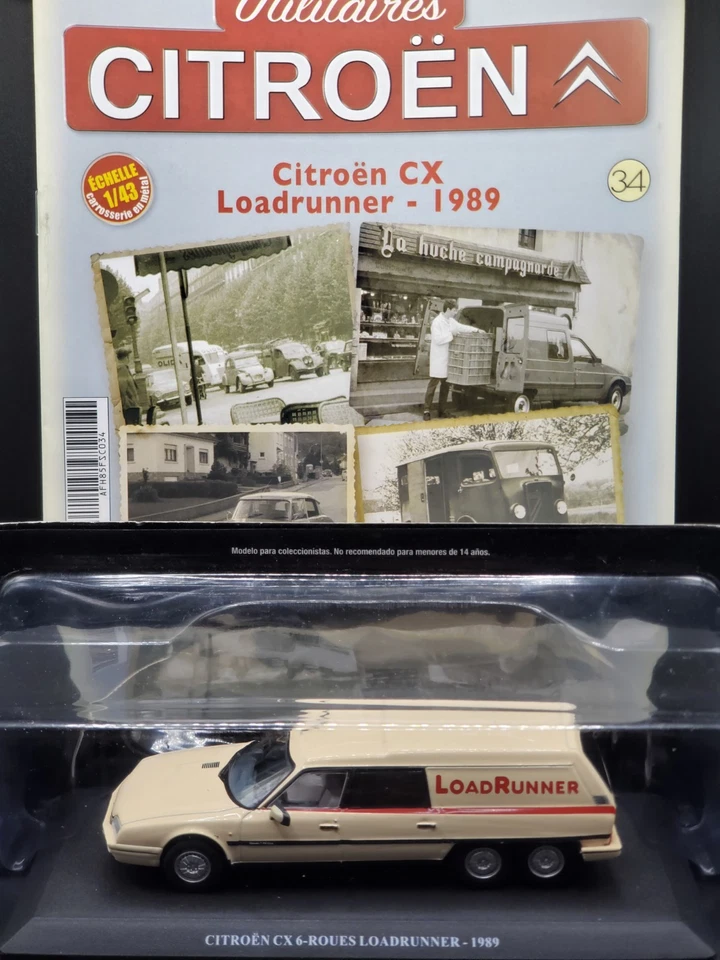 Utilitaires
CITROËN
ÉCHELLE
1/43
carrosserie en métal
Citroën CX
Loadrunner - 1989
34
La huche campagnarde
AFH85FSC034
Modelo para coleccionistas. No recomendado para menores de 14 años.
LOADRUNNER
CITROËN CX 6-ROUES LOADRUNNER - 1989